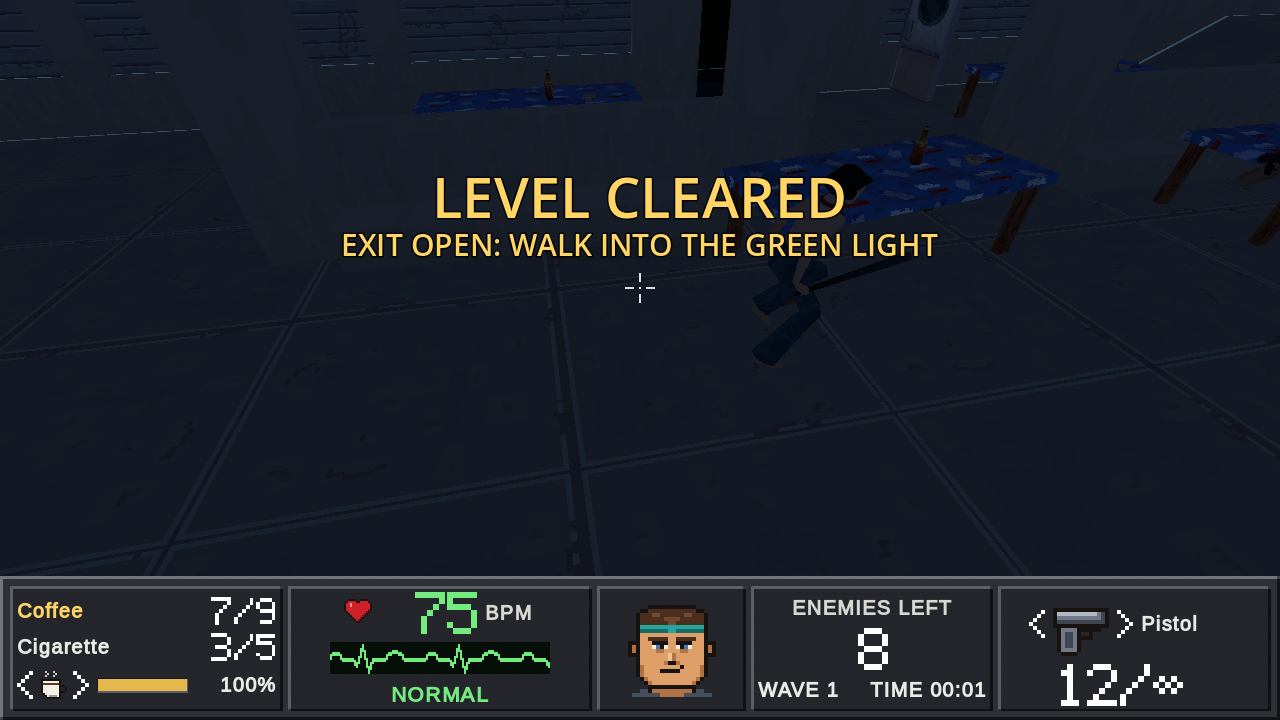 LEVEL CLEARED
EXIT OPEN: WALK INTO THE GREEN LIGHT
Coffee 7/9
Cigarette 3/5
100%
75 BPM
NORMAL
ENEMIES LEFT
8
WAVE 1 TIME 00:01
Pistol
12/∞